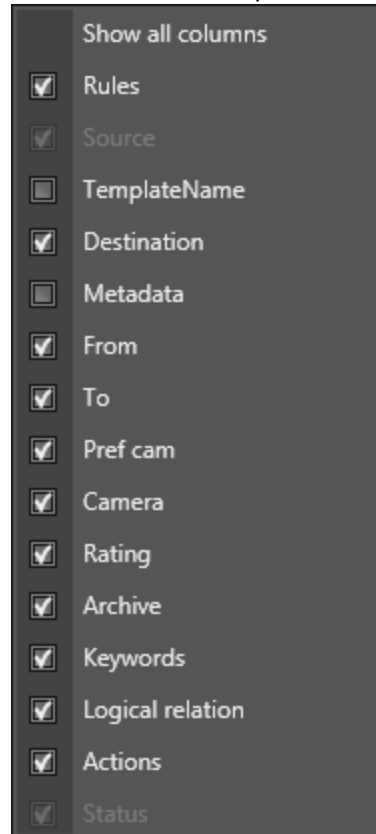 Show all columns
Rules
Source
TemplateName
Destination
Metadata
From
To
Pref cam
Camera
Rating
Archive
Keywords
Logical relation
Actions
Status